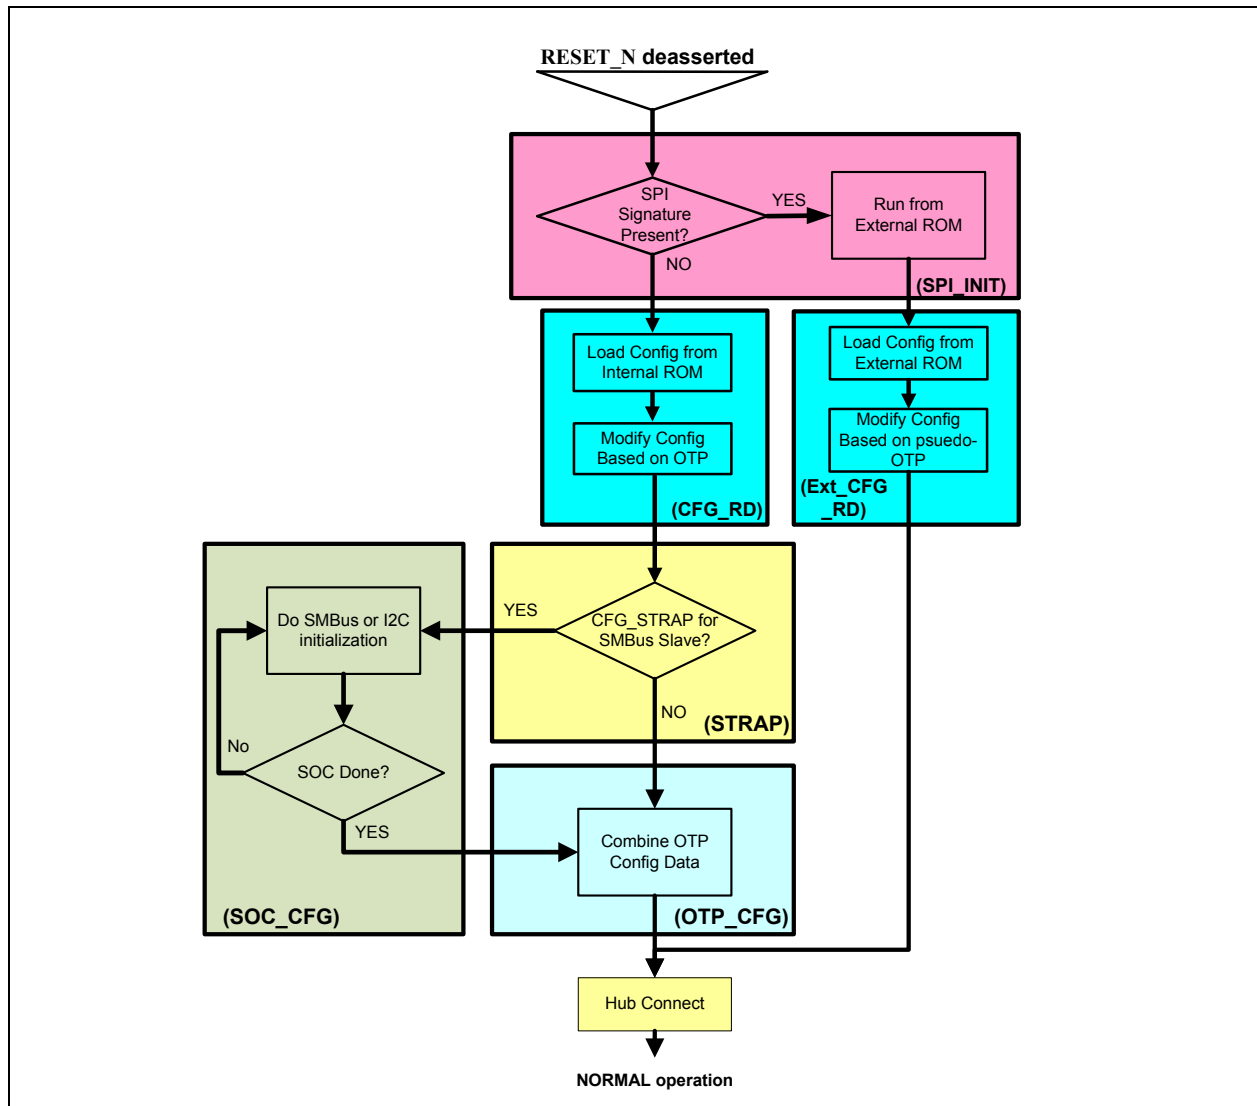 RESET_N deasserted
SPI
Signature
Present?
YES
Run from
External ROM
NO
(SPI_INIT)
Load Config from
Internal ROM
Load Config from
External ROM
Modify Config
Based on OTP
Modify Config
Based on psuedo-
OTP
(CFG_RD)
(Ext_CFG
_RD)
Do SMBus or I2C
initialization
YES
CFG_STRAP for
SMBus Slave?
NO
(STRAP)
No
SOC Done?
YES
Combine OTP
Config Data
(SOC_CFG)
(OTP_CFG)
Hub Connect
NORMAL operation